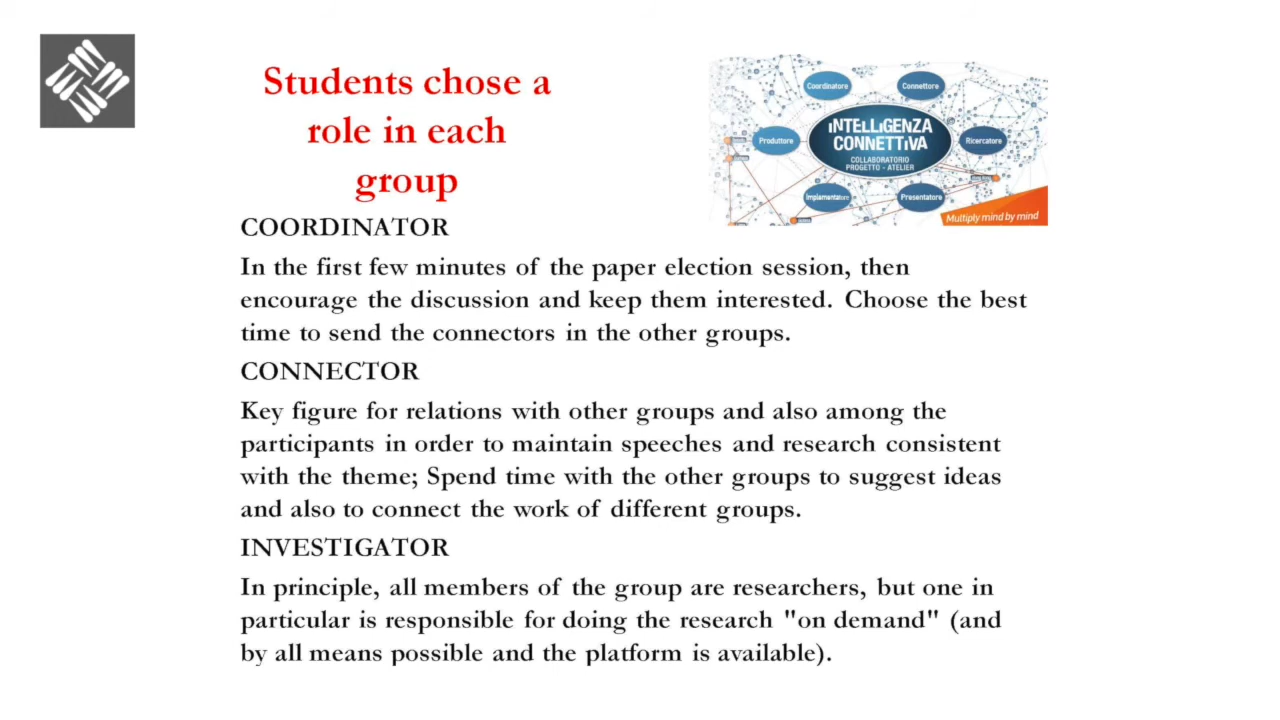 Students chose a
role in each
group
Coordinatore
Connettore
Produttore
INTELLIGENZA
CONNETTIVA
COLLABORATORIO
PROGETTO - ATELIER
Ricercatore
Implementatore
Presentatore
Multiply mind by mind
COORDINATOR
In the first few minutes of the paper election session, then
encourage the discussion and keep them interested. Choose the best
time to send the connectors in the other groups.
CONNECTOR
Key figure for relations with other groups and also among the
participants in order to maintain speeches and research consistent
with the theme; Spend time with the other groups to suggest ideas
and also to connect the work of different groups.
INVESTIGATOR
In principle, all members of the group are researchers, but one in
particular is responsible for doing the research "on demand" (and
by all means possible and the platform is available).